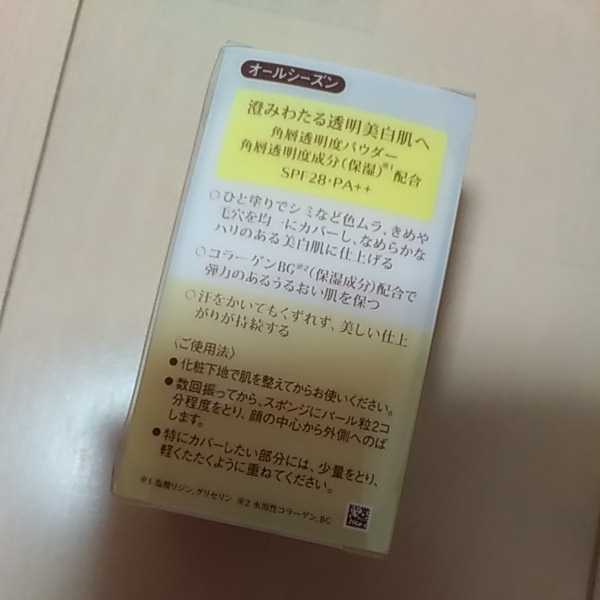 オールシーズン
澄みわたる透明美白肌へ
角層透明度パウダー
角層透明度成分(保湿)※1配合
SPF28・PA++
○ひと塗りでシミなど色ムラ、きめや
毛穴を均一にカバーし、なめらかな
ハリのある美白肌に仕上げる
○コラーゲンBG※2(保湿成分)配合で
弾力のあるうるおい肌を保つ
○汗をかいてもくずれず、美しい仕上
がりが持続する
〈ご使用法〉
●化粧下地で肌を整えてからお使いください。
●数回振ってから、スポンジにパール粒2コ
分程度をとり、顔の中心から外側へのば
します。
●特にカバーしたい部分には、少量をとり、
軽くたたくように重ねてください。
※1 塩酸リジン、グリセリン ※2 水溶性コラーゲン、BG